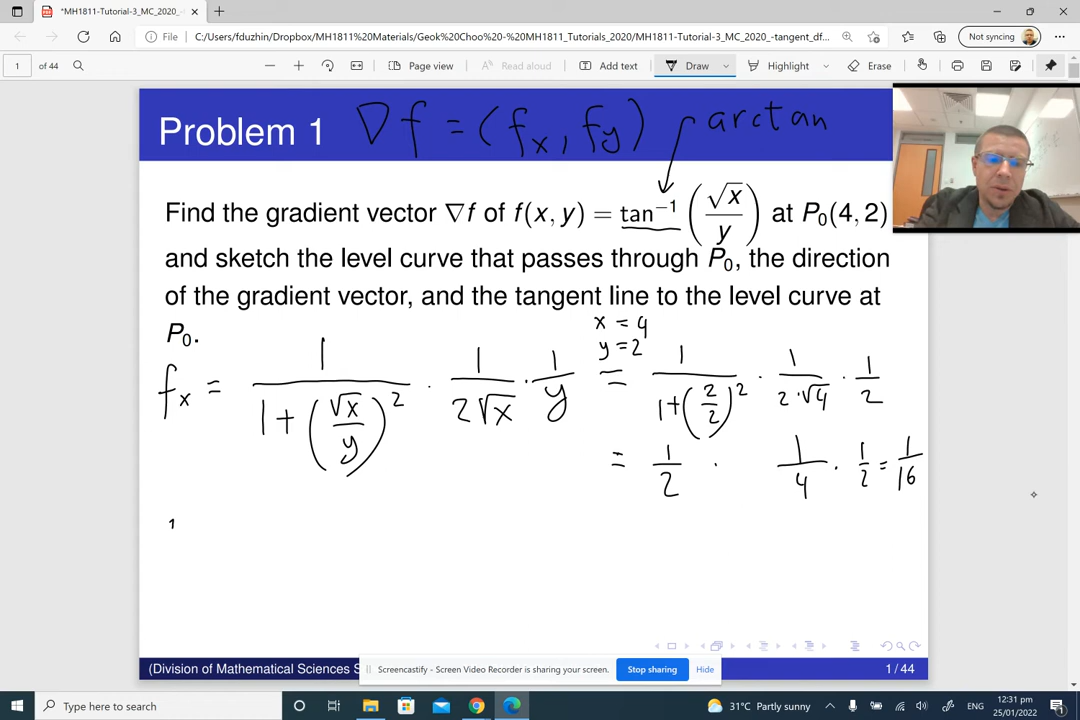 *MH1811-Tutorial-3_MC_2020_-
File C:/Users/fduzhin/Dropbox/MH1811%20Materials/Geok%20Choo%20-%20MH1811_Tutorials_2020/MH1811-Tutorial-3_MC_2020_-tangent_df... Not syncing
1 of 44 Page view Read aloud Add text Draw Highlight Erase
Problem 1 ∇f = (fx, fy) arctan
Find the gradient vector ∇f of f(x, y) = tan⁻¹ (√x/y) at P₀(4, 2)
and sketch the level curve that passes through P₀, the direction
of the gradient vector, and the tangent line to the level curve at
P₀.
x = 4
y = 2
fx = 1/(1+(√x/y)²) · 1/(2√x) · 1/y = 1/(1+(2/2)²) · 1/(2·√4) · 1/2
= 1/2 · 1/4 · 1/2 = 1/16
(Division of Mathematical Sciences S 1 / 44
Screencastify - Screen Video Recorder is sharing your screen. Stop sharing Hide
Type here to search 31°C Partly sunny ENG 12:31 pm
25/01/2022 1